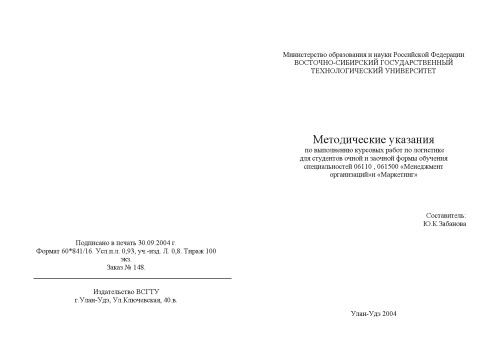 Министерство образования и науки Российской Федерации
ВОСТОЧНО-СИБИРСКИЙ ГОСУДАРСТВЕННЫЙ
ТЕХНОЛОГИЧЕСКИЙ УНИВЕРСИТЕТ
Методические указания
по выполнению курсовых работ по логистике
для студентов очной и заочной формы обучения
специальностей 06110 , 061500 «Менеджмент
организаций»и «Маркетинг»
Составитель:
Ю.К.Забанова
Улан-Удэ 2004
Подписано в печать 30.09.2004 г.
Формат 60*841/16. Усл.п.л. 0,93, уч.-изд. Л. 0,8. Тираж 100
экз.
Заказ № 148.
Издательство ВСГТУ
г.Улан-Удэ, Ул.Ключевская, 40.в.